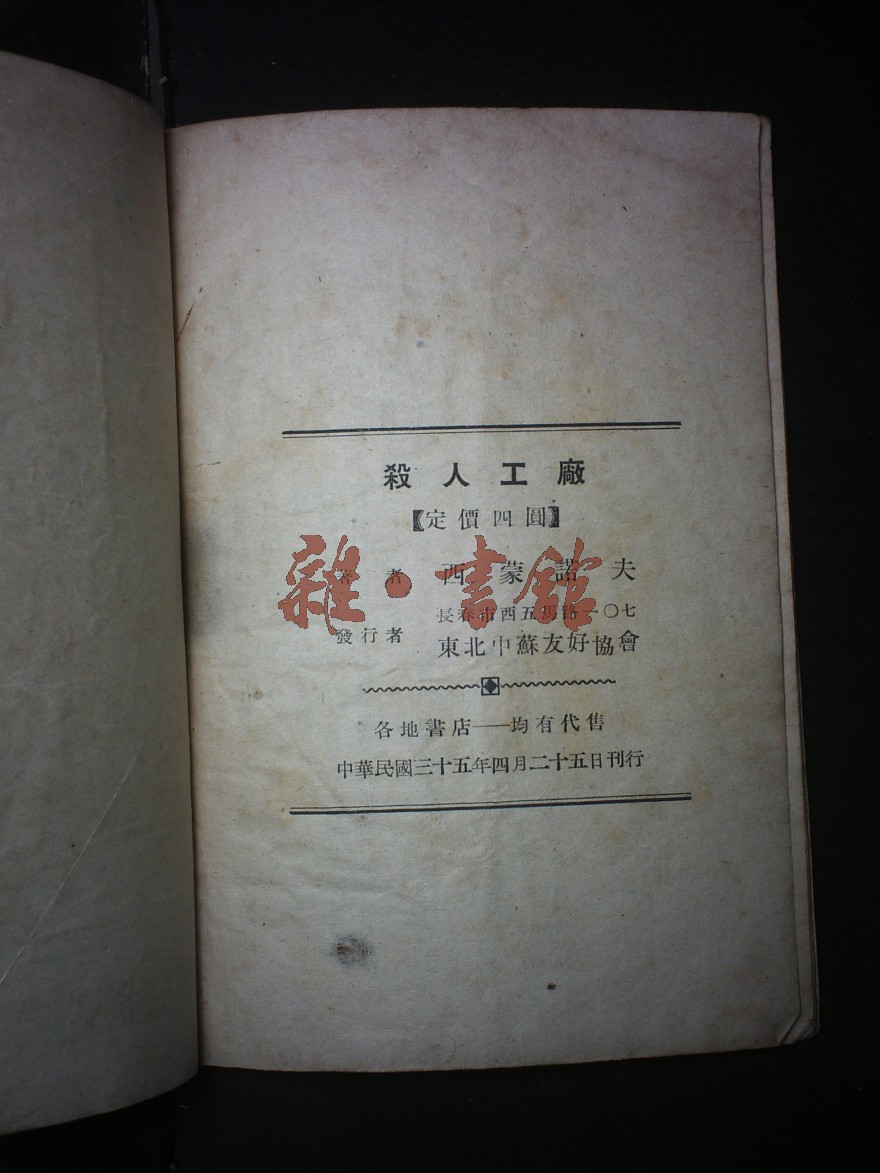 殺人工廠
【定價四圓】
著者 西蒙諾夫
發行者 長春市西五馬路一〇七
東北中蘇友好協會
各地書店——均有代售
中華民國三十五年四月二十五日刊行
雜·書館